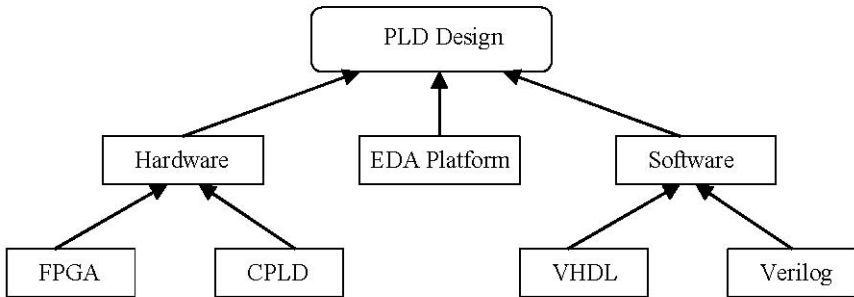 PLD Design
Hardware
EDA Platform
Software
FPGA
CPLD
VHDL
Verilog